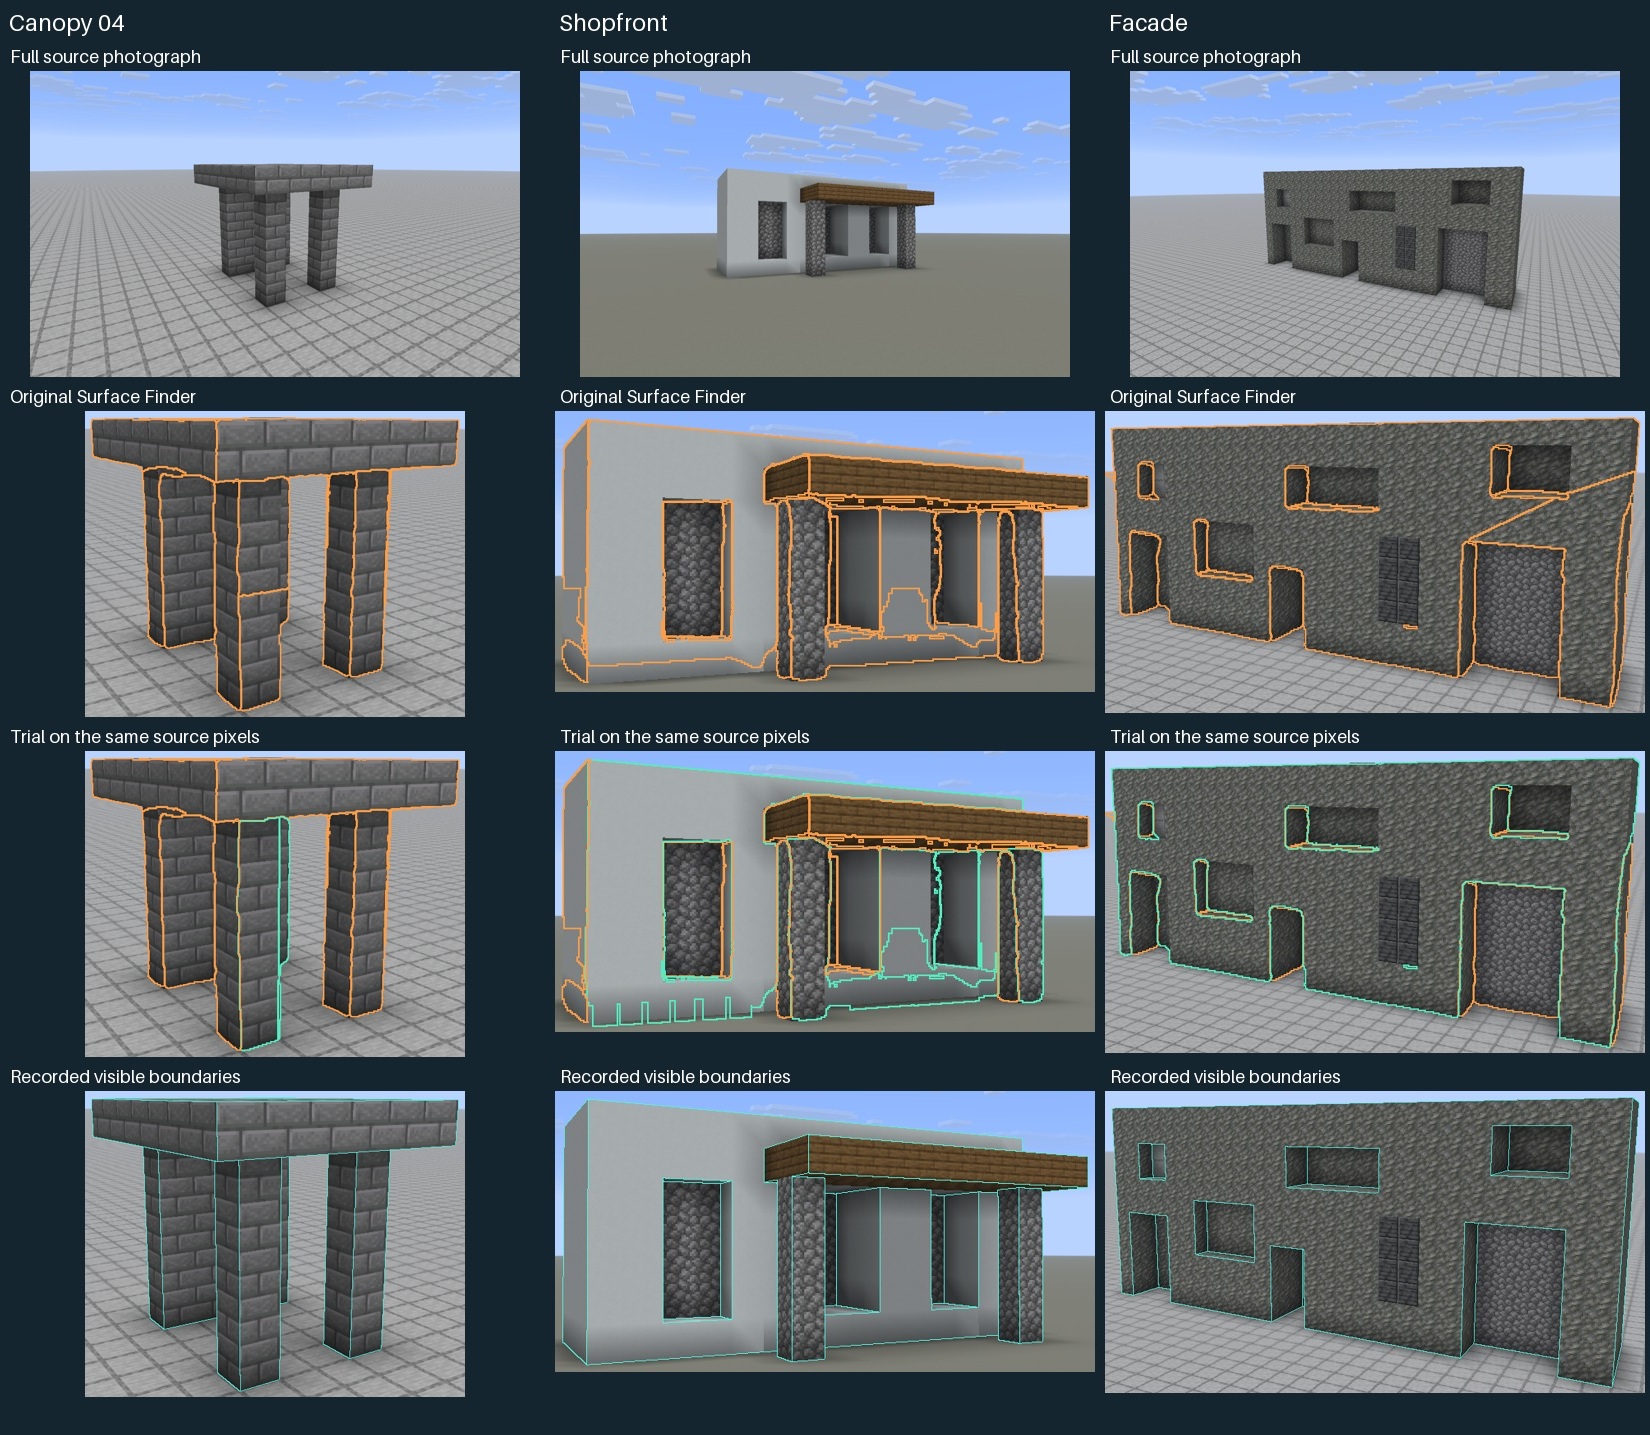 Canopy 04
Full source photograph
Original Surface Finder
Trial on the same source pixels
Recorded visible boundaries
Shopfront
Full source photograph
Original Surface Finder
Trial on the same source pixels
Recorded visible boundaries
Facade
Full source photograph
Original Surface Finder
Trial on the same source pixels
Recorded visible boundaries